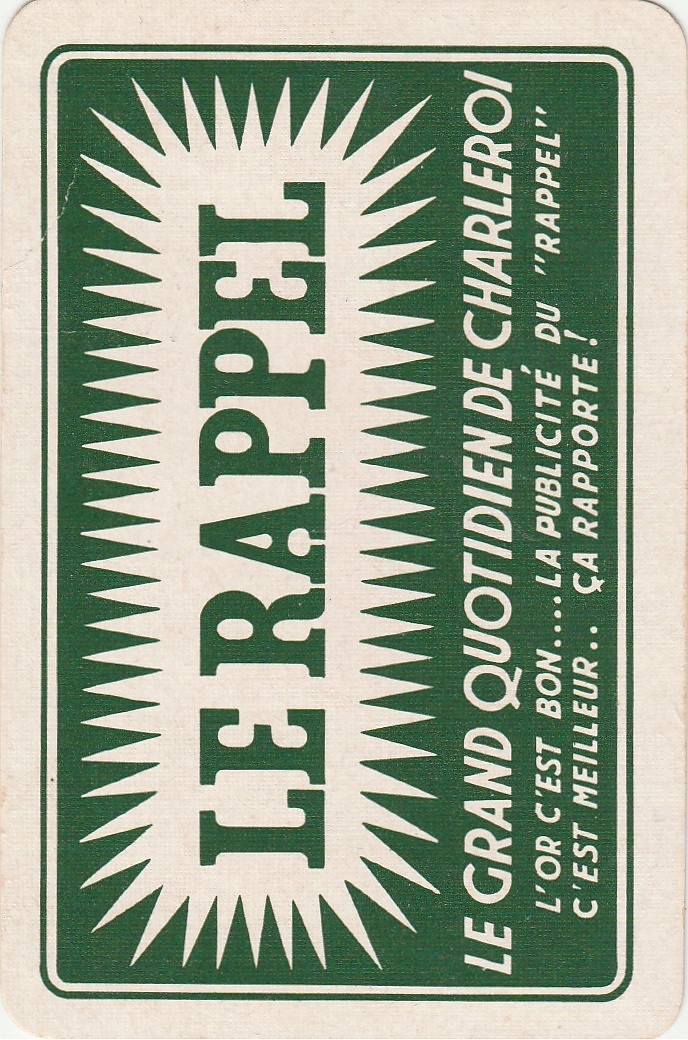 LE RAPPEL
LE GRAND QUOTIDIEN DE CHARLEROI
L'OR C'EST BON....LA PUBLICITÉ DU "RAPPEL"
C'EST MEILLEUR.. ÇA RAPPORTE!